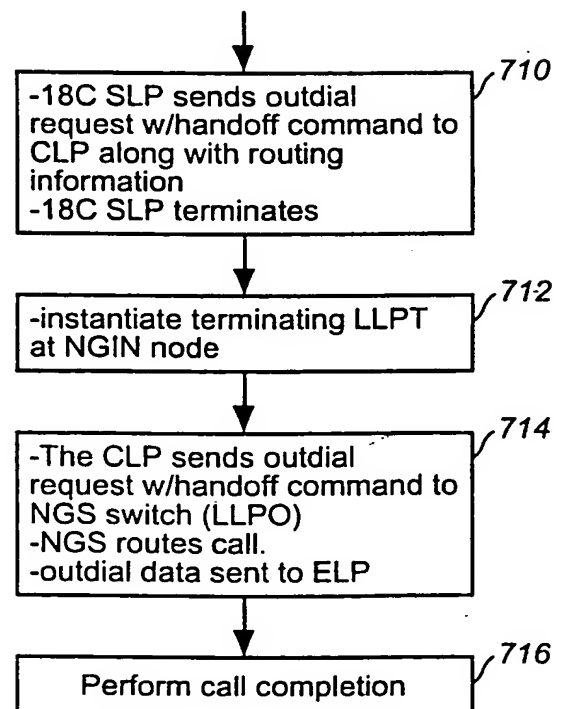 710
-18C SLP sends outdial
request w/handoff command to
CLP along with routing
information
-18C SLP terminates
712
-instantiate terminating LLPT
at NGIN node
714
-The CLP sends outdial
request w/handoff command to
NGS switch (LLPO)
-NGS routes call.
-outdial data sent to ELP
716
Perform call completion